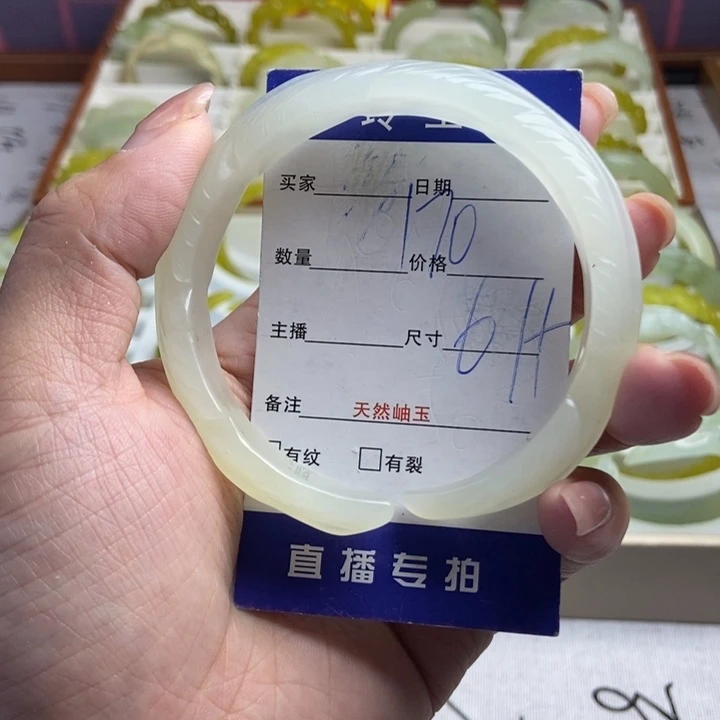 买家 日期
170
数量 价格
主播 尺寸 61+
备注 天然岫玉
有纹 有裂
直播专拍